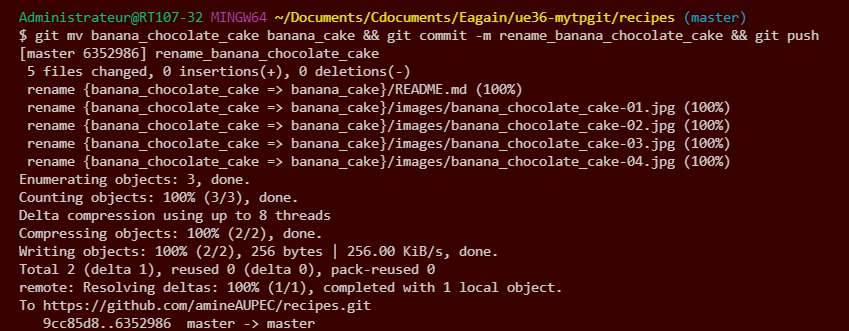 Administrateur@RT107-32 MINGW64 ~/Documents/Cdocuments/Eagain/ue36-mytpgit/recipes (master)
$ git mv banana_chocolate_cake banana_cake && git commit -m rename_banana_chocolate_cake && git push
[master 6352986] rename_banana_chocolate_cake
 5 files changed, 0 insertions(+), 0 deletions(-)
 rename {banana_chocolate_cake => banana_cake}/README.md (100%)
 rename {banana_chocolate_cake => banana_cake}/images/banana_chocolate_cake-01.jpg (100%)
 rename {banana_chocolate_cake => banana_cake}/images/banana_chocolate_cake-02.jpg (100%)
 rename {banana_chocolate_cake => banana_cake}/images/banana_chocolate_cake-03.jpg (100%)
 rename {banana_chocolate_cake => banana_cake}/images/banana_chocolate_cake-04.jpg (100%)
Enumerating objects: 3, done.
Counting objects: 100% (3/3), done.
Delta compression using up to 8 threads
Compressing objects: 100% (2/2), done.
Writing objects: 100% (2/2), 256 bytes | 256.00 KiB/s, done.
Total 2 (delta 1), reused 0 (delta 0), pack-reused 0
remote: Resolving deltas: 100% (1/1), completed with 1 local object.
To https://github.com/amineAUPEC/recipes.git
   9cc85d8..6352986  master -> master